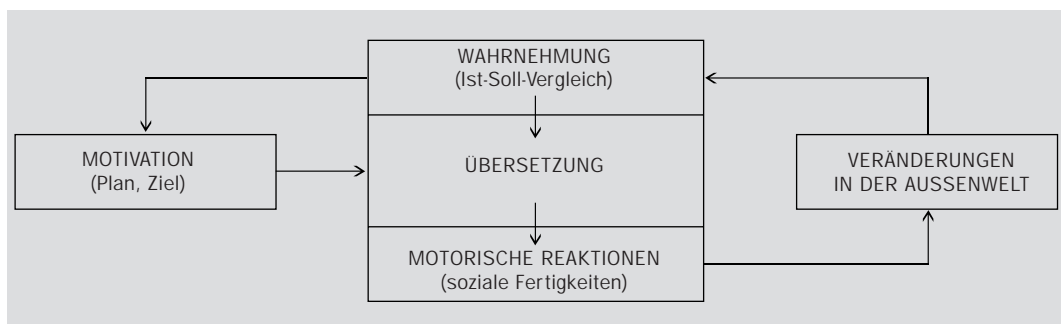 WAHRNEHMUNG
(Ist-Soll-Vergleich)
MOTIVATION
(Plan, Ziel)
ÜBERSETZUNG
VERÄNDERUNGEN
IN DER AUSSENWELT
MOTORISCHE REAKTIONEN
(soziale Fertigkeiten)